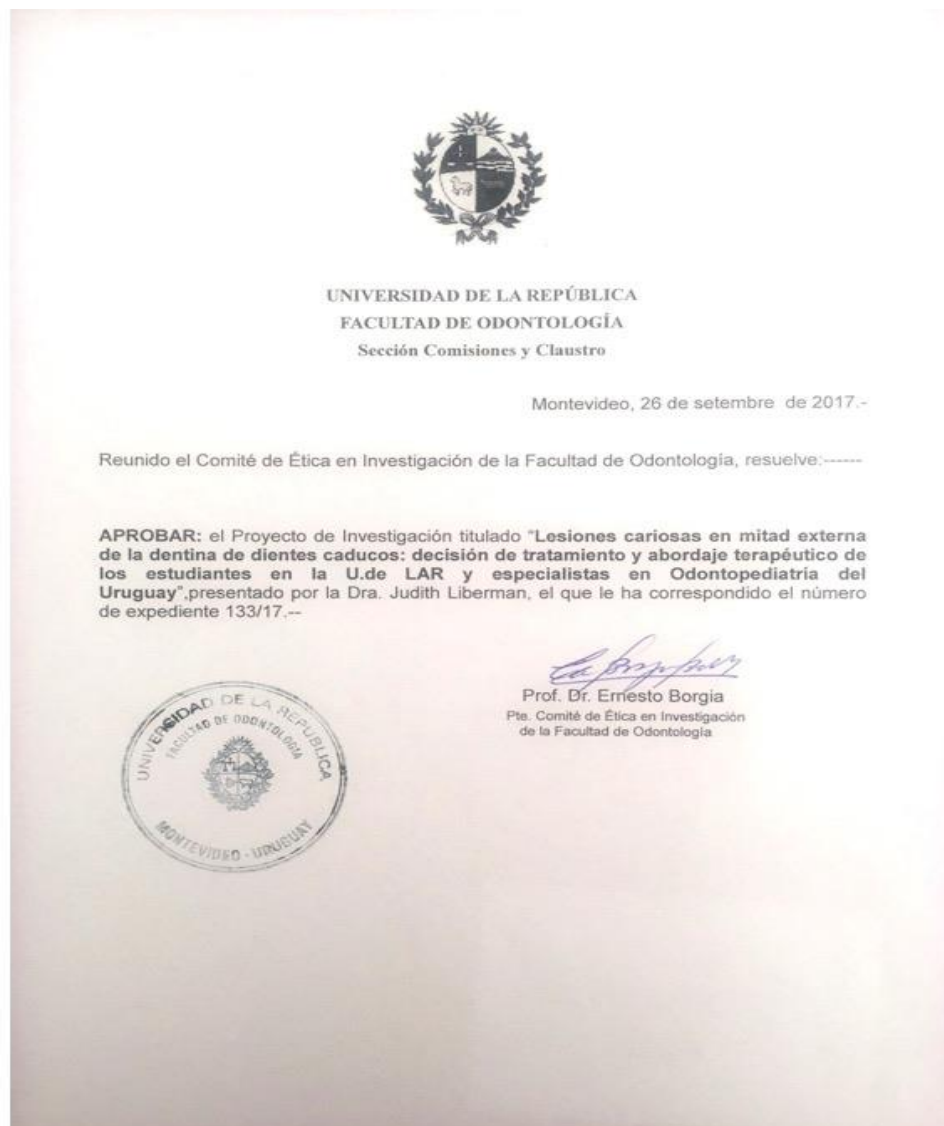 UNIVERSIDAD DE LA REPÚBLICA
FACULTAD DE ODONTOLOGÍA
Sección Comisiones y Claustro
Montevideo, 26 de setembre de 2017.-
Reunido el Comité de Ética en Investigación de la Facultad de Odontología, resuelve:------
APROBAR: el Proyecto de Investigación titulado "Lesiones cariosas en mitad externa
de la dentina de dientes caducos: decisión de tratamiento y abordaje terapéutico de
los estudiantes en la U.de LAR y especialistas en Odontopediatría del
Uruguay",presentado por la Dra. Judith Liberman, el que le ha correspondido el número
de expediente 133/17.--
Prof. Dr. Ernesto Borgia
Pte. Comité de Ética en Investigación
de la Facultad de Odontología
UNIVERSIDAD DE LA REPUBLICA
FACULTAD DE ODONTOLOGIA
MONTEVIDEO - URUGUAY